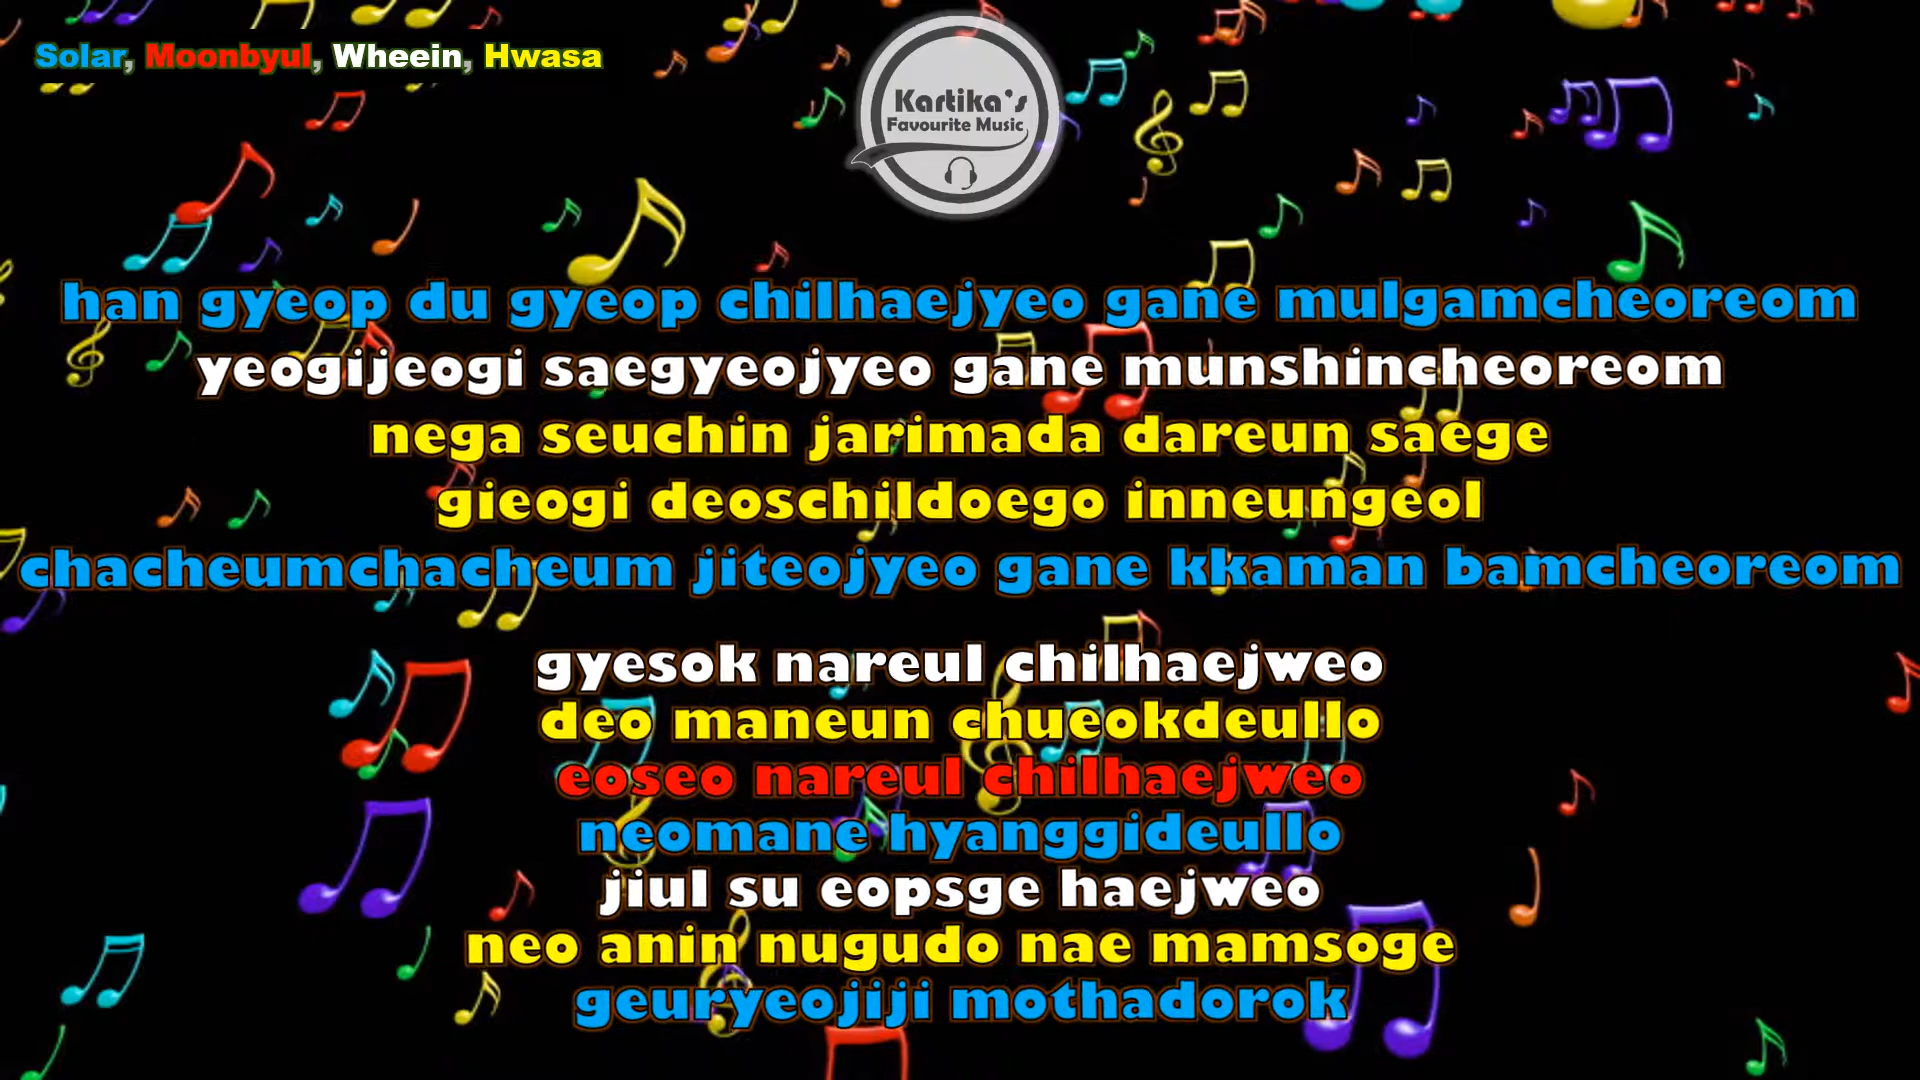 Solar, Moonbyul, Wheein, Hwasa
Kartika's
Favourite Music
han gyeop du gyeop chilhaejyeo gane mulgamcheoreom
yeogijeogi saegyeojyeo gane munshincheoreom
nega seuchin jarimada dareun saege
gieogi deoschildoego inneungeol
chacheumchacheum jiteojyeo gane kkaman bamcheoreom
gyesok nareul chilhaejweo
deo maneun chueokdeullo
eoseo nareul chilhaejweo
neomane hyanggideullo
jiul su eopsge haejweo
neo anin nugudo nae mamsoge
geuryeojiji mothadorok